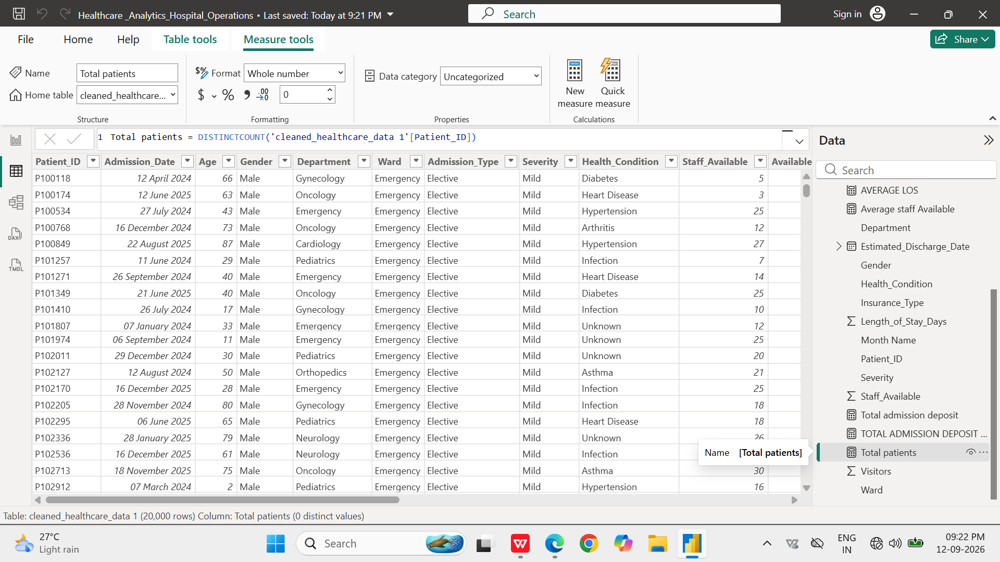 Healthcare _Analytics_Hospital_Operations • Last saved: Today at 9:21 PM
Search
Sign in
File Home Help Table tools Measure tools
Share
Name Total patients
Home table cleaned_healthcare...
Structure
$% Format Whole number
$ % 9 .00 0
Formatting
Data category Uncategorized
Properties
New measure
Quick measure
Calculations
1 Total patients = DISTINCTCOUNT('cleaned_healthcare_data 1'[Patient_ID])
Patient_ID Admission_Date Age Gender Department Ward Admission_Type Severity Health_Condition Staff_Available Available
P100118 12 April 2024 66 Male Gynecology Emergency Elective Mild Diabetes 5
P100174 12 June 2025 63 Male Oncology Emergency Elective Mild Heart Disease 3
P100534 27 July 2024 43 Male Emergency Emergency Elective Mild Hypertension 25
P100768 16 December 2024 73 Male Oncology Emergency Elective Mild Arthritis 12
P100849 22 August 2025 87 Male Cardiology Emergency Elective Mild Hypertension 27
P101257 11 June 2024 29 Male Pediatrics Emergency Elective Mild Infection 7
P101271 26 September 2024 40 Male Emergency Emergency Elective Mild Heart Disease 14
P101349 21 June 2025 40 Male Oncology Emergency Elective Mild Diabetes 25
P101410 26 July 2024 17 Male Gynecology Emergency Elective Mild Infection 10
P101807 07 January 2024 33 Male Emergency Emergency Elective Mild Unknown 12
P101974 06 September 2024 11 Male Emergency Emergency Elective Mild Unknown 25
P102011 29 December 2024 30 Male Pediatrics Emergency Elective Mild Unknown 20
P102127 12 August 2024 50 Male Orthopedics Emergency Elective Mild Asthma 21
P102170 16 December 2025 28 Male Emergency Emergency Elective Mild Infection 25
P102205 28 November 2024 80 Male Gynecology Emergency Elective Mild Infection 18
P102295 06 June 2025 65 Male Pediatrics Emergency Elective Mild Heart Disease 18
P102336 28 January 2025 79 Male Neurology Emergency Elective Mild Unknown 26
P102536 16 December 2025 61 Male Neurology Emergency Elective Mild Infection
P102713 18 November 2025 75 Male Oncology Emergency Elective Mild Asthma 30
P102912 07 March 2024 2 Male Pediatrics Emergency Elective Mild Hypertension 16
Name [Total patients]
DAX
TMDL
Data
Search
AVERAGE LOS
Average staff Available
Department
Estimated_Discharge_Date
Gender
Health_Condition
Insurance_Type
Length_of_Stay_Days
Month Name
Patient_ID
Severity
Staff_Available
Total admission deposit
TOTAL ADMISSION DEPOSIT ...
Total patients
Visitors
Ward
Table: cleaned_healthcare_data 1 (20,000 rows) Column: Total patients (0 distinct values)
27°C
Light rain
Search
ENG
IN
09:22 PM
12-09-2026